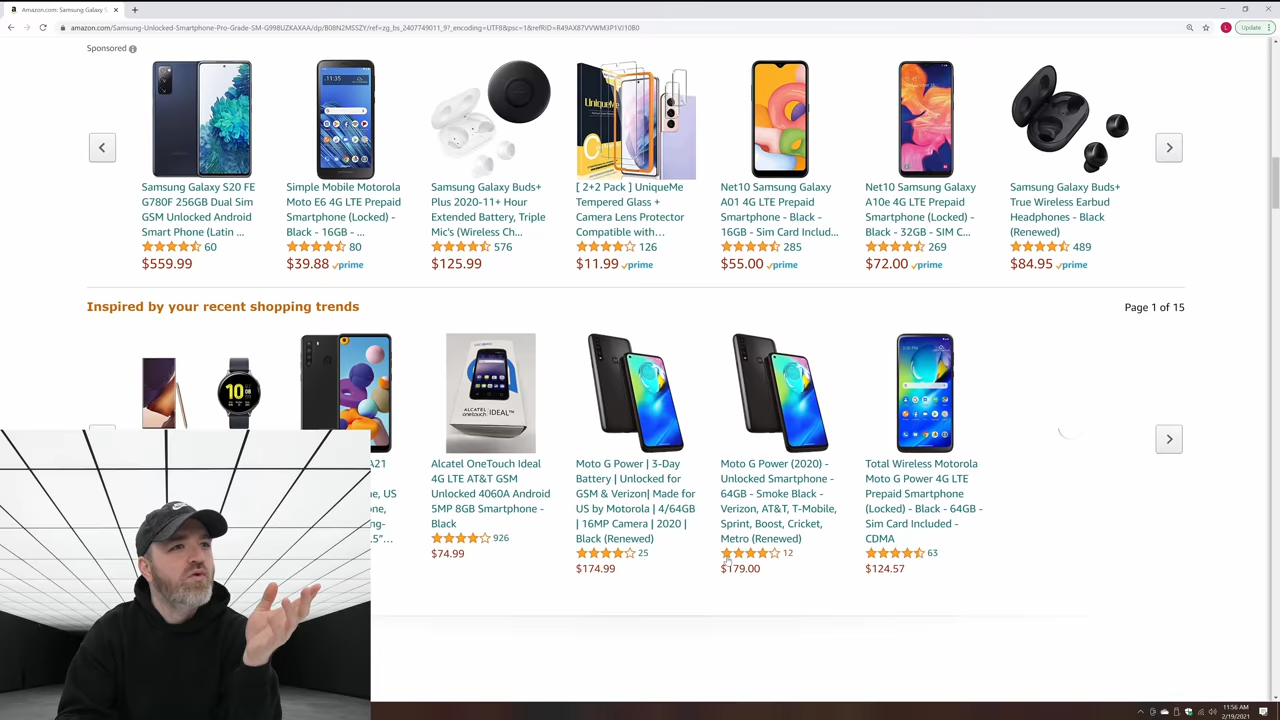 Amazon.com: Samsung Galaxy S
amazon.com/Samsung-Unlocked-Smartphone-Pro-Grade-SM-G998UZKAXAA/dp/B08N2MSSZY/ref=zg_bs_2407749011_9?_encoding=UTF8&psc=1&refRID=R49AX87VVWM3P1VJ10B0
L
Update
Sponsored
UniqueMe
Samsung Galaxy S20 FE
G780F 256GB Dual Sim
GSM Unlocked Android
Smart Phone (Latin ...
60
$559.99
11:35
Simple Mobile Motorola
Moto E6 4G LTE Prepaid
Smartphone (Locked) -
Black - 16GB - ...
80
$39.88 prime
Samsung Galaxy Buds+
Plus 2020-11+ Hour
Extended Battery, Triple
Mic's (Wireless Ch...
576
$125.99
[ 2+2 Pack ] UniqueMe
Tempered Glass +
Camera Lens Protector
Compatible with...
126
$11.99 prime
Net10 Samsung Galaxy
A01 4G LTE Prepaid
Smartphone - Black -
16GB - Sim Card Includ...
285
$55.00 prime
Net10 Samsung Galaxy
A10e 4G LTE Prepaid
Smartphone (Locked) -
Black - 32GB - SIM C...
269
$72.00 prime
Samsung Galaxy Buds+
True Wireless Earbud
Headphones - Black
(Renewed)
489
$84.95 prime
Inspired by your recent shopping trends
Page 1 of 15
10
A21
e, US
one,
ng-
.5"...
ALCATEL
onetouch IDEAL™
Alcatel OneTouch Ideal
4G LTE AT&T GSM
Unlocked 4060A Android
5MP 8GB Smartphone -
Black
926
$74.99
Moto G Power | 3-Day
Battery | Unlocked for
GSM & Verizon| Made for
US by Motorola | 4/64GB
| 16MP Camera | 2020 |
Black (Renewed)
25
$174.99
Moto G Power (2020) -
Unlocked Smartphone -
64GB - Smoke Black -
Verizon, AT&T, T-Mobile,
Sprint, Boost, Cricket,
Metro (Renewed)
12
$179.00
Total Wireless Motorola
Moto G Power 4G LTE
Prepaid Smartphone
(Locked) - Black - 64GB -
Sim Card Included -
CDMA
63
$124.57
11:56 AM
2/19/2021